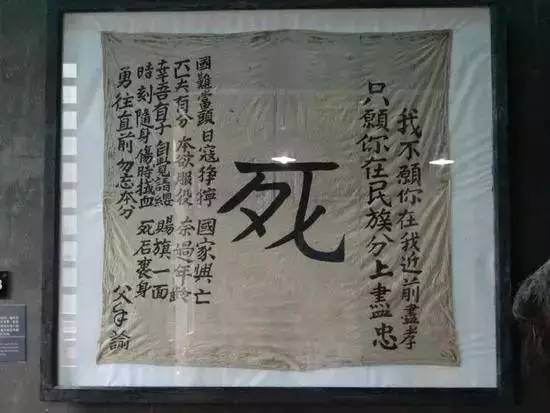 我不願你在我近前盡孝
只願你在民族分上盡忠
死
國難當頭 日寇猙獰 國家興亡
匹夫有分 本欲服役 奈過年齡
幸吾有子 自覺請纓 賜旗一面
時刻隨身 傷時拭血 死后裹身
勇往直前 勿忘本分 父手諭